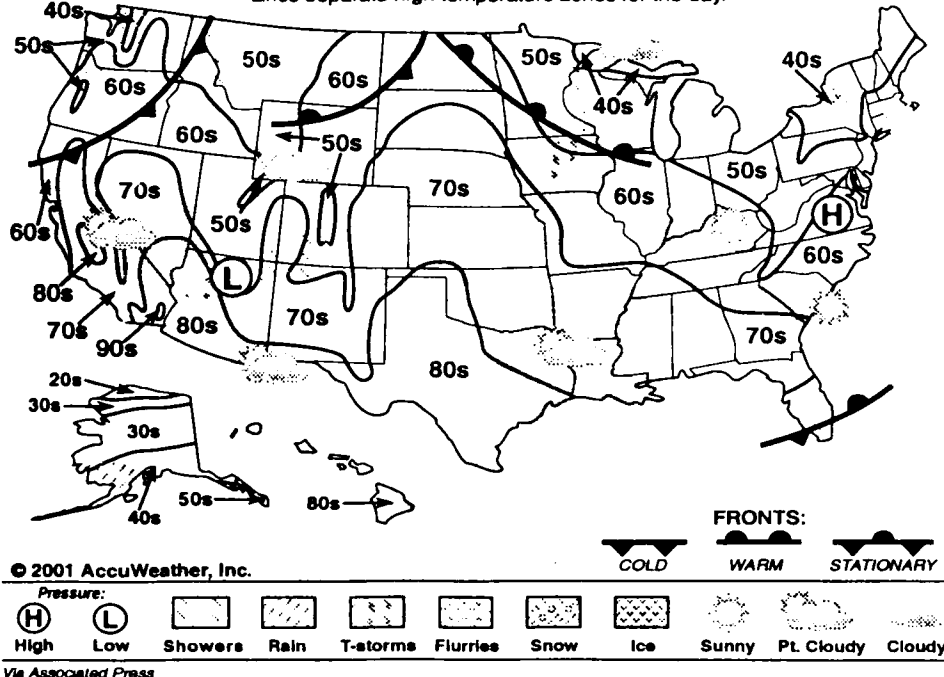 Lines separate high temperature zones for the day.
40s
50s
60s
50s
60s
50s
40s
40s
60s
50s
70s
50s
70s
60s
50s
60s
H
60s
L
80s
70s
90s
80s
70s
80s
70s
20s
30s
30s
40s
50s
80s
FRONTS:
COLD WARM STATIONARY
© 2001 AccuWeather, Inc.
Pressure:
H L
High Low Showers Rain T-storms Flurries Snow Ice Sunny Pt. Cloudy Cloudy
Via Associated Press